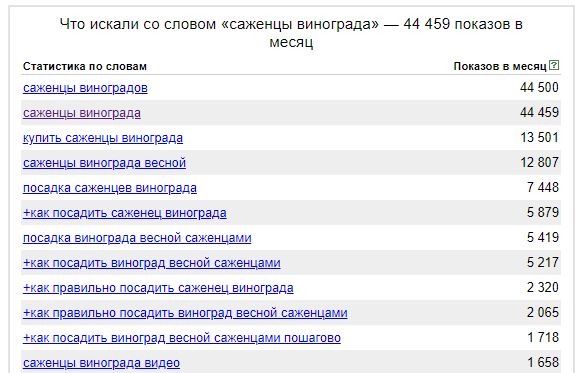 Что искали со словом «саженцы винограда» — 44 459 показов в
месяц
Статистика по словам Показов в месяц ?
саженцы виноградов 44 500
саженцы винограда 44 459
купить саженцы винограда 13 501
саженцы винограда весной 12 807
посадка саженцев винограда 7 448
+как посадить саженец винограда 5 879
посадка винограда весной саженцами 5 419
+как посадить виноград весной саженцами 5 217
+как правильно посадить саженец винограда 2 320
+как правильно посадить виноград весной саженцами 2 065
+как посадить виноград весной саженцами пошагово 1 718
саженцы винограда видео 1 658